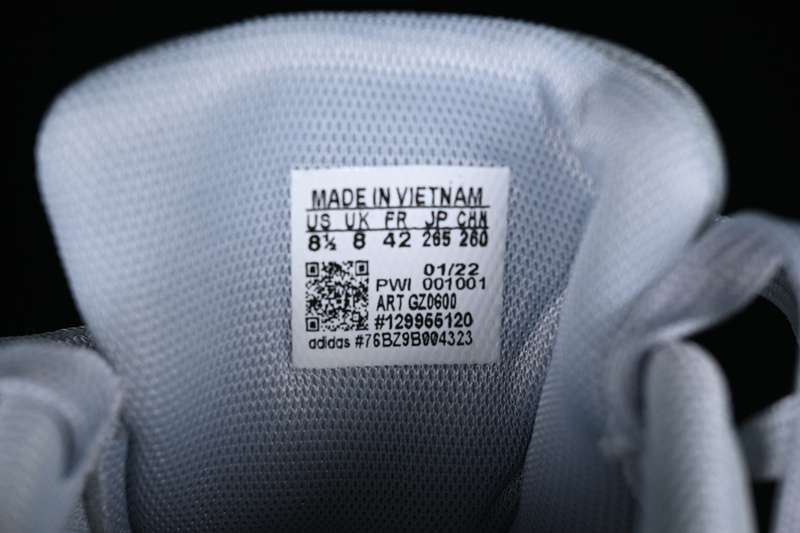 MADE IN VIETNAM
US UK FR JP CHN
8½ 8 42 265 260
01/22
PWI 001001
ART GZ0600
#129965120
adidas #76BZ9B004323